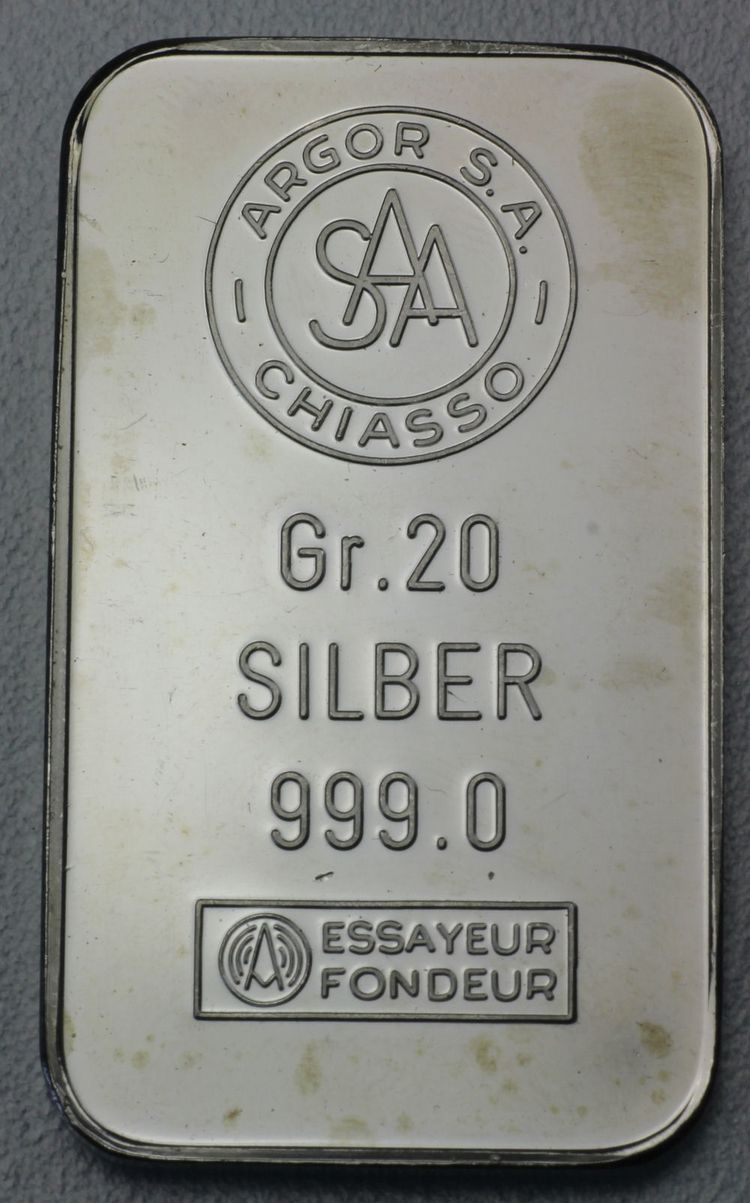 ARGOR S.A.
SAA
CHIASSO
Gr.20
SILBER
999.0
ESSAYEUR
FONDEUR